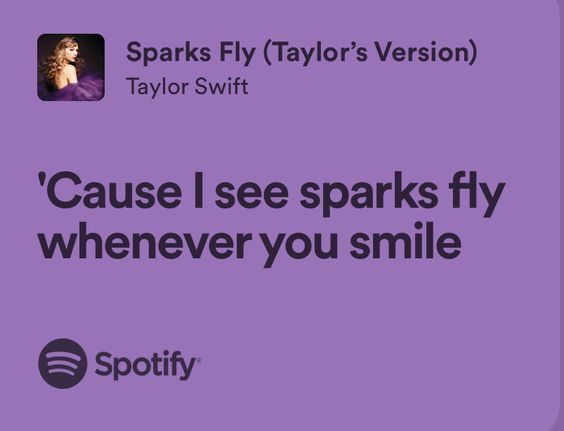 Sparks Fly (Taylor’s Version)
Taylor Swift
'Cause I see sparks fly
whenever you smile
Spotify®